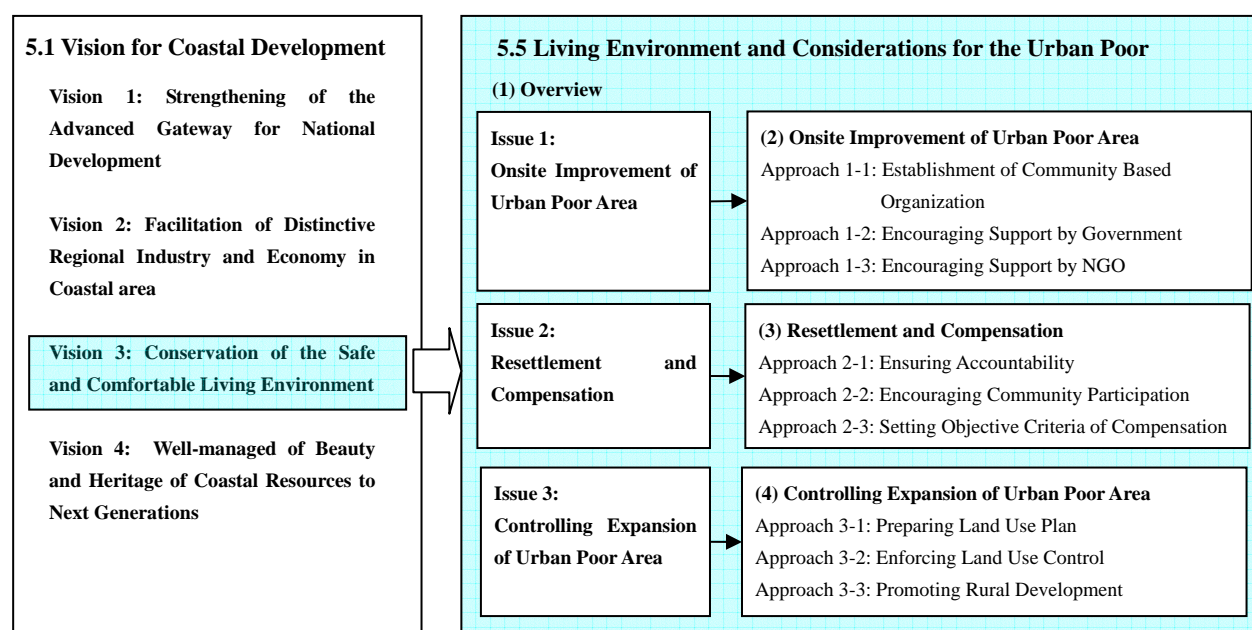 5.1 Vision for Coastal Development
Vision 1: Strengthening of the
Advanced Gateway for National
Development
Vision 2: Facilitation of Distinctive
Regional Industry and Economy in
Coastal area
Vision 3: Conservation of the Safe
and Comfortable Living Environment
Vision 4: Well-managed of Beauty
and Heritage of Coastal Resources to
Next Generations
5.5 Living Environment and Considerations for the Urban Poor
(1) Overview
Issue 1:
Onsite Improvement of
Urban Poor Area
(2) Onsite Improvement of Urban Poor Area
Approach 1-1: Establishment of Community Based
Organization
Approach 1-2: Encouraging Support by Government
Approach 1-3: Encouraging Support by NGO
Issue 2:
Resettlement and
Compensation
(3) Resettlement and Compensation
Approach 2-1: Ensuring Accountability
Approach 2-2: Encouraging Community Participation
Approach 2-3: Setting Objective Criteria of Compensation
Issue 3:
Controlling Expansion
of Urban Poor Area
(4) Controlling Expansion of Urban Poor Area
Approach 3-1: Preparing Land Use Plan
Approach 3-2: Enforcing Land Use Control
Approach 3-3: Promoting Rural Development